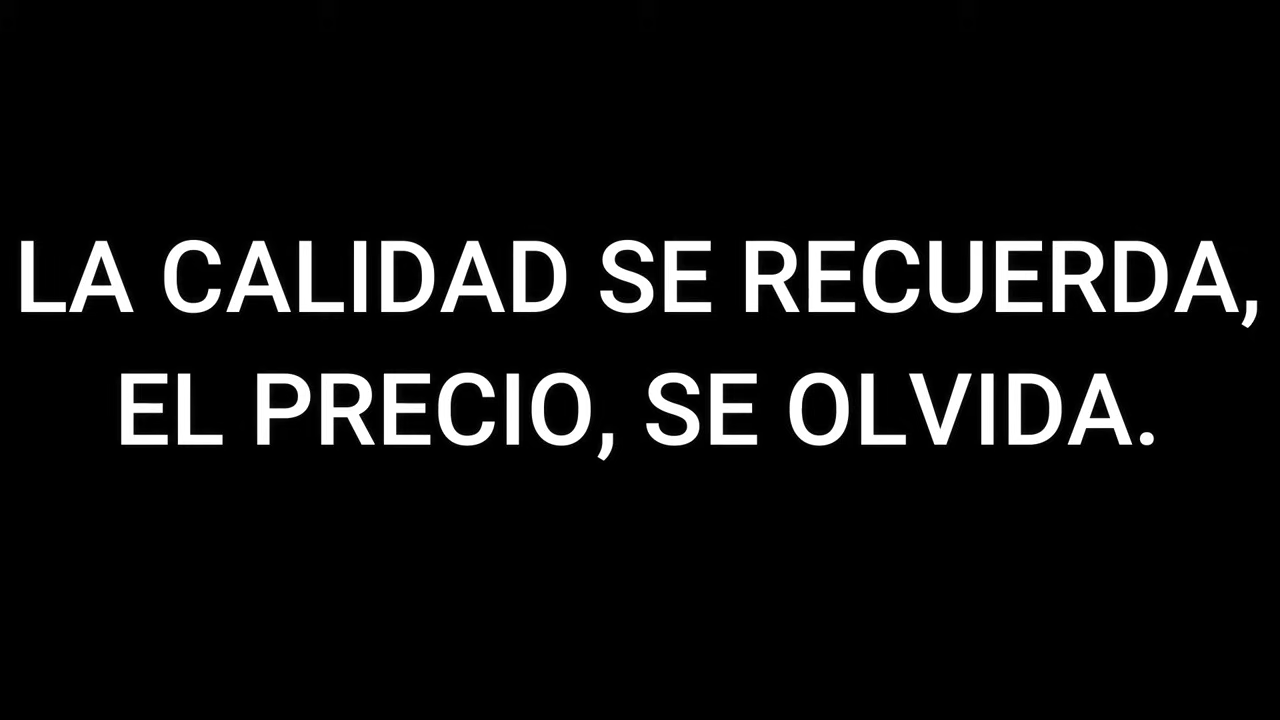 LA CALIDAD SE RECUERDA,
EL PRECIO, SE OLVIDA.